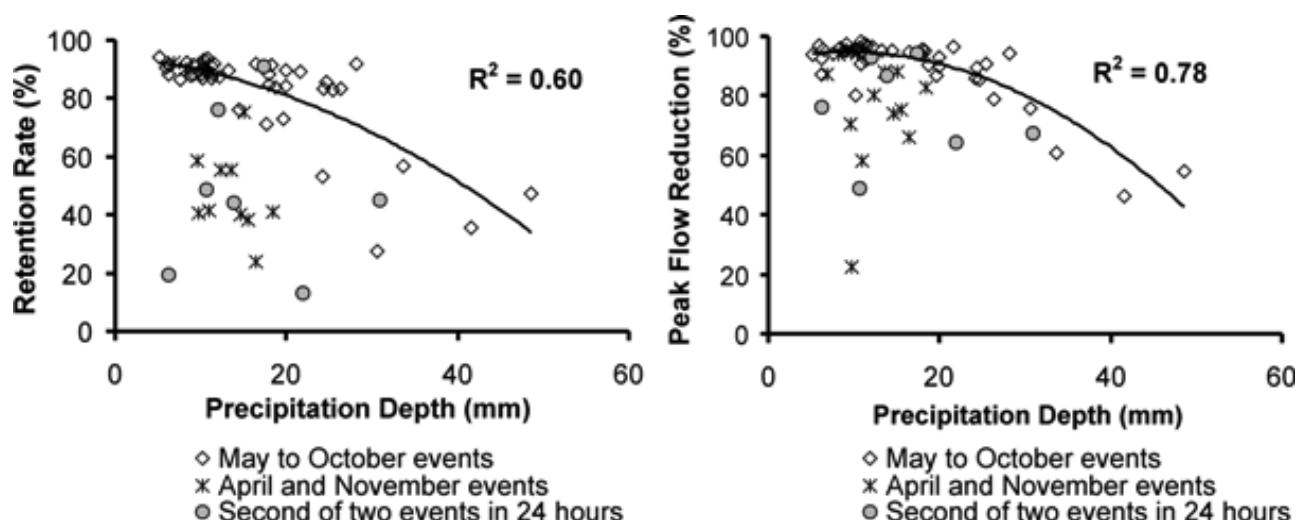 100
80
60
40
20
0
Retention Rate (%)
R² = 0.60
0 20 40 60
Precipitation Depth (mm)
◇ May to October events
✳ April and November events
● Second of two events in 24 hours
100
80
60
40
20
0
Peak Flow Reduction (%)
R² = 0.78
0 20 40 60
Precipitation Depth (mm)
◇ May to October events
✳ April and November events
● Second of two events in 24 hours